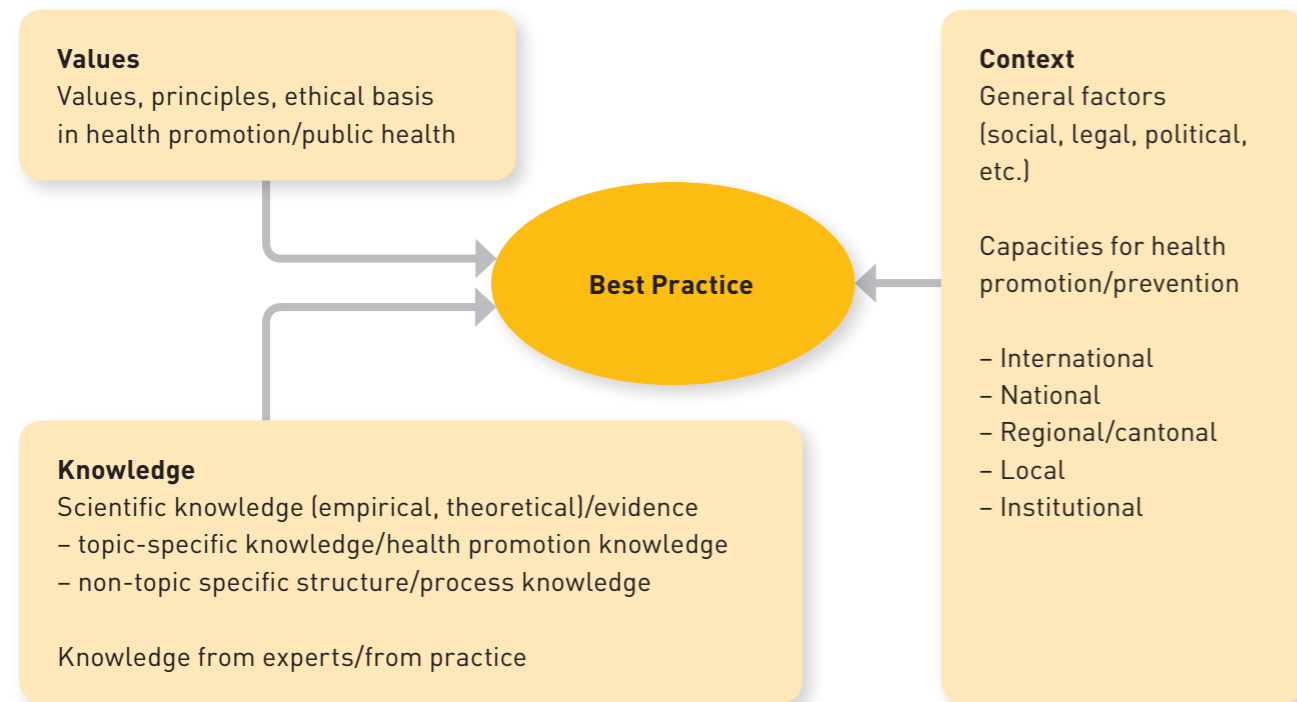 Values
Values, principles, ethical basis
in health promotion/public health
Context
General factors
(social, legal, political,
etc.)
Capacities for health
promotion/prevention
– International
– National
– Regional/cantonal
– Local
– Institutional
Best Practice
Knowledge
Scientific knowledge (empirical, theoretical)/evidence
– topic-specific knowledge/health promotion knowledge
– non-topic specific structure/process knowledge
Knowledge from experts/from practice